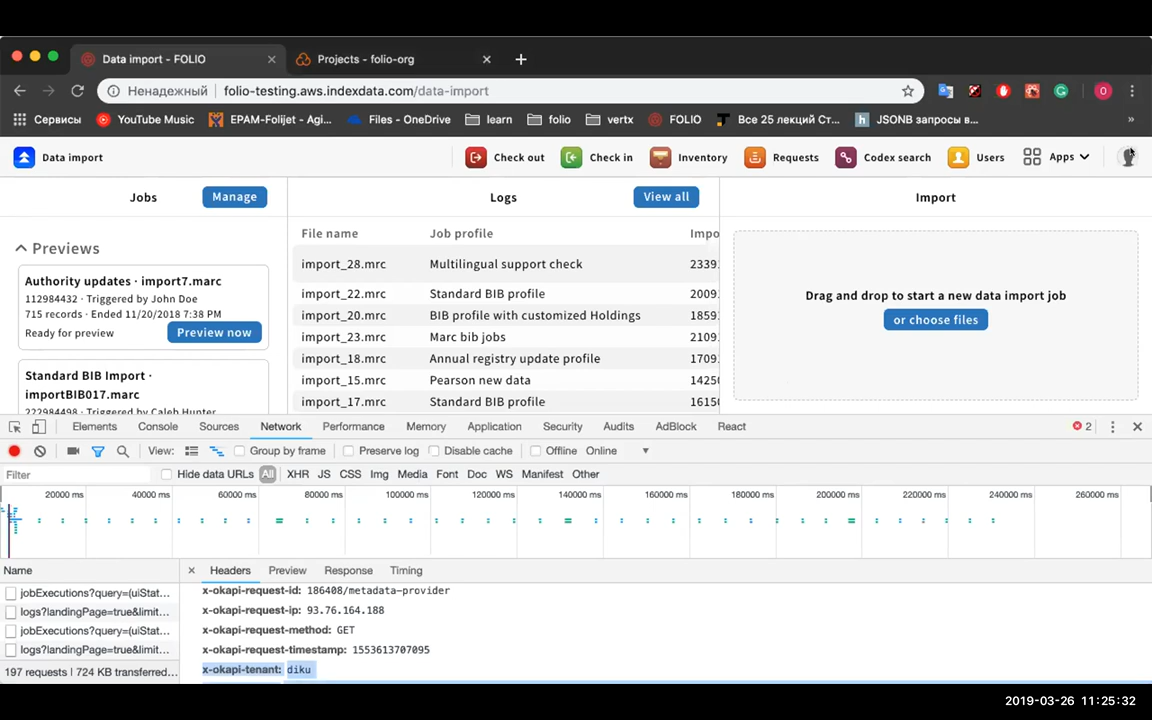 Data import - FOLIO
Projects - folio-org
Ненадежный folio-testing.aws.indexdata.com/data-import
Сервисы YouTube Music EPAM-Folijet - Agi... Files - OneDrive learn folio vertx FOLIO Все 25 лекций Ст... JSONB запросы в... »
Data import Check out Check in Inventory Requests Codex search Users Apps
Jobs Manage
Previews
Authority updates · import7.marc
112984432 · Triggered by John Doe
715 records · Ended 11/20/2018 7:38 PM
Ready for preview Preview now
Standard BIB Import ·
importBIB017.marc
222984498 · Triggered by Caleb Hunter
Logs View all
File name Job profile Impo
import_28.mrc Multilingual support check 2339
import_22.mrc Standard BIB profile 2009
import_20.mrc BIB profile with customized Holdings 1859
import_23.mrc Marc bib jobs 2109
import_18.mrc Annual registry update profile 1709
import_15.mrc Pearson new data 1425
import_17.mrc Standard BIB profile 1615
Import
Drag and drop to start a new data import job
or choose files
Elements Console Sources Network Performance Memory Application Security Audits AdBlock React 2
View: Group by frame Preserve log Disable cache Offline Online
Filter Hide data URLs All XHR JS CSS Img Media Font Doc WS Manifest Other
20000 ms 40000 ms 60000 ms 80000 ms 100000 ms 120000 ms 140000 ms 160000 ms 180000 ms 200000 ms 220000 ms 240000 ms 260000 ms
Name
jobExecutions?query=(uiStat...
logs?landingPage=true&limit...
jobExecutions?query=(uiStat...
logs?landingPage=true&limit...
197 requests | 724 KB transferred...
Headers Preview Response Timing
x-okapi-request-id: 186408/metadata-provider
x-okapi-request-ip: 93.76.164.188
x-okapi-request-method: GET
x-okapi-request-timestamp: 1553613707095
x-okapi-tenant: diku
2019-03-26 11:25:32